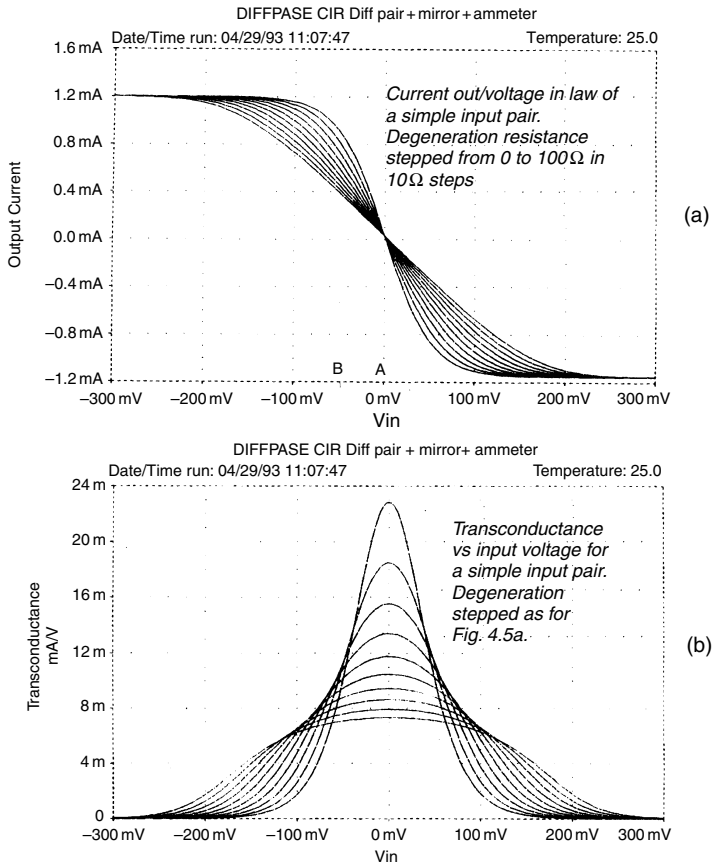 DIFFPASE CIR Diff pair + mirror + ammeter
Date/Time run: 04/29/93 11:07:47 Temperature: 25.0
1.6 mA
1.2 mA
0.8 mA
0.4 mA
0.0 mA
−0.4 mA
−0.8 mA
−1.2 mA
Output Current
Current out/voltage in law of
a simple input pair.
Degeneration resistance
stepped from 0 to 100Ω in
10Ω steps
(a)
B A
−300 mV −200 mV −100 mV 0 mV 100 mV 200 mV 300 mV
Vin
DIFFPASE CIR Diff pair + mirror+ ammeter
Date/Time run: 04/29/93 11:07:47 Temperature: 25.0
24 m
20 m
16 m
12 m
8 m
4 m
0
Transconductance
mA/V
Transconductance
vs input voltage for
a simple input pair.
Degeneration
stepped as for
Fig. 4.5a.
(b)
−300 mV −200 mV −100 mV 0 mV 100 mV 200 mV 300 mV
Vin